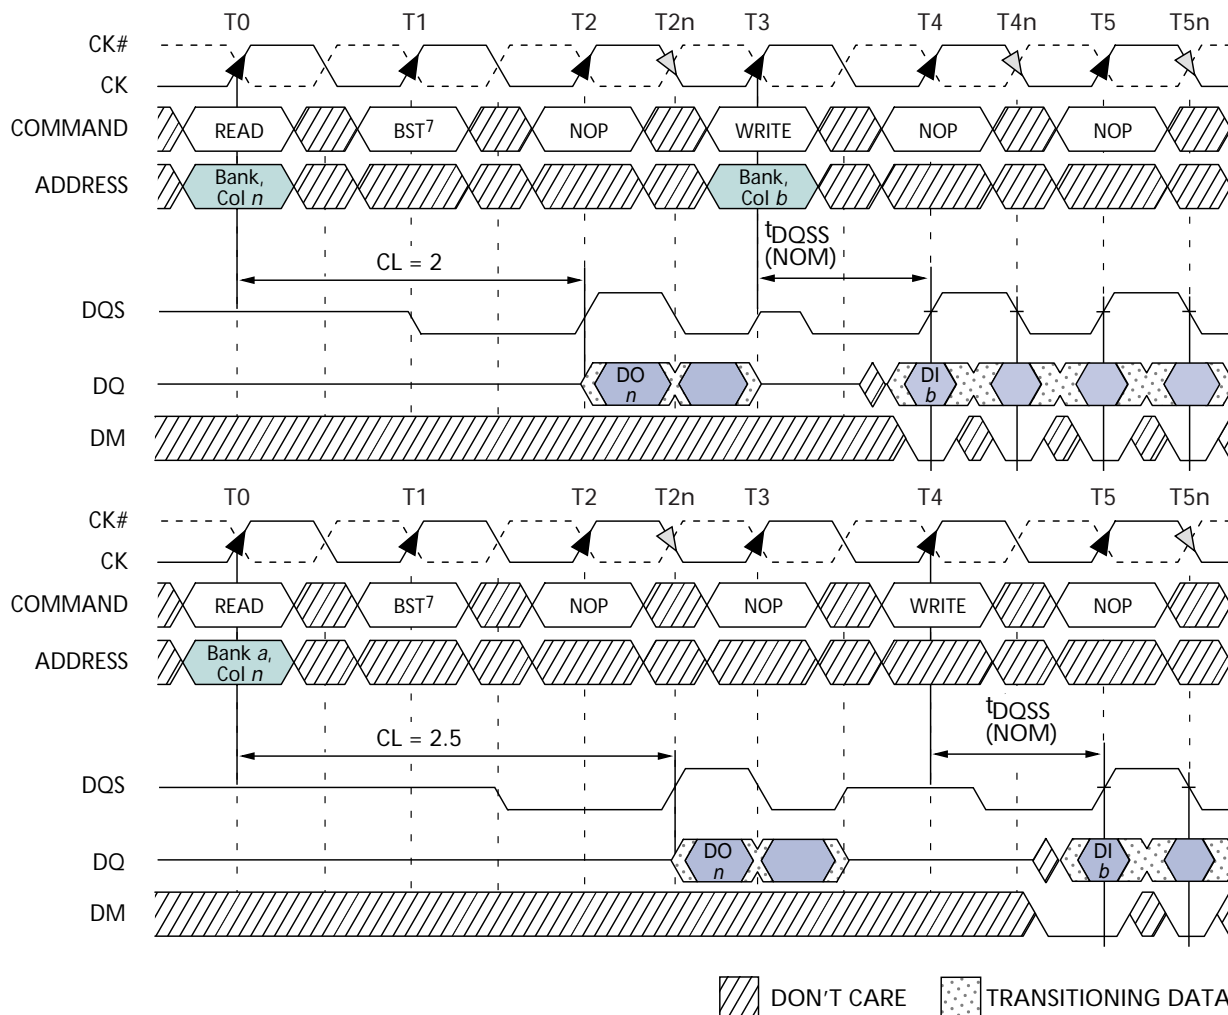 T0 T1 T2 T2n T3 T4 T4n T5 T5n
CK#
CK
COMMAND READ BST7 NOP WRITE NOP NOP
ADDRESS Bank, Col n Bank, Col b
tDQSS (NOM)
CL = 2
DQS
DQ DO n DI b
DM
T0 T1 T2 T2n T3 T4 T5 T5n
CK#
CK
COMMAND READ BST7 NOP NOP WRITE NOP
ADDRESS Bank a, Col n
tDQSS (NOM)
CL = 2.5
DQS
DQ DO n DI b
DM
DON'T CARE TRANSITIONING DATA